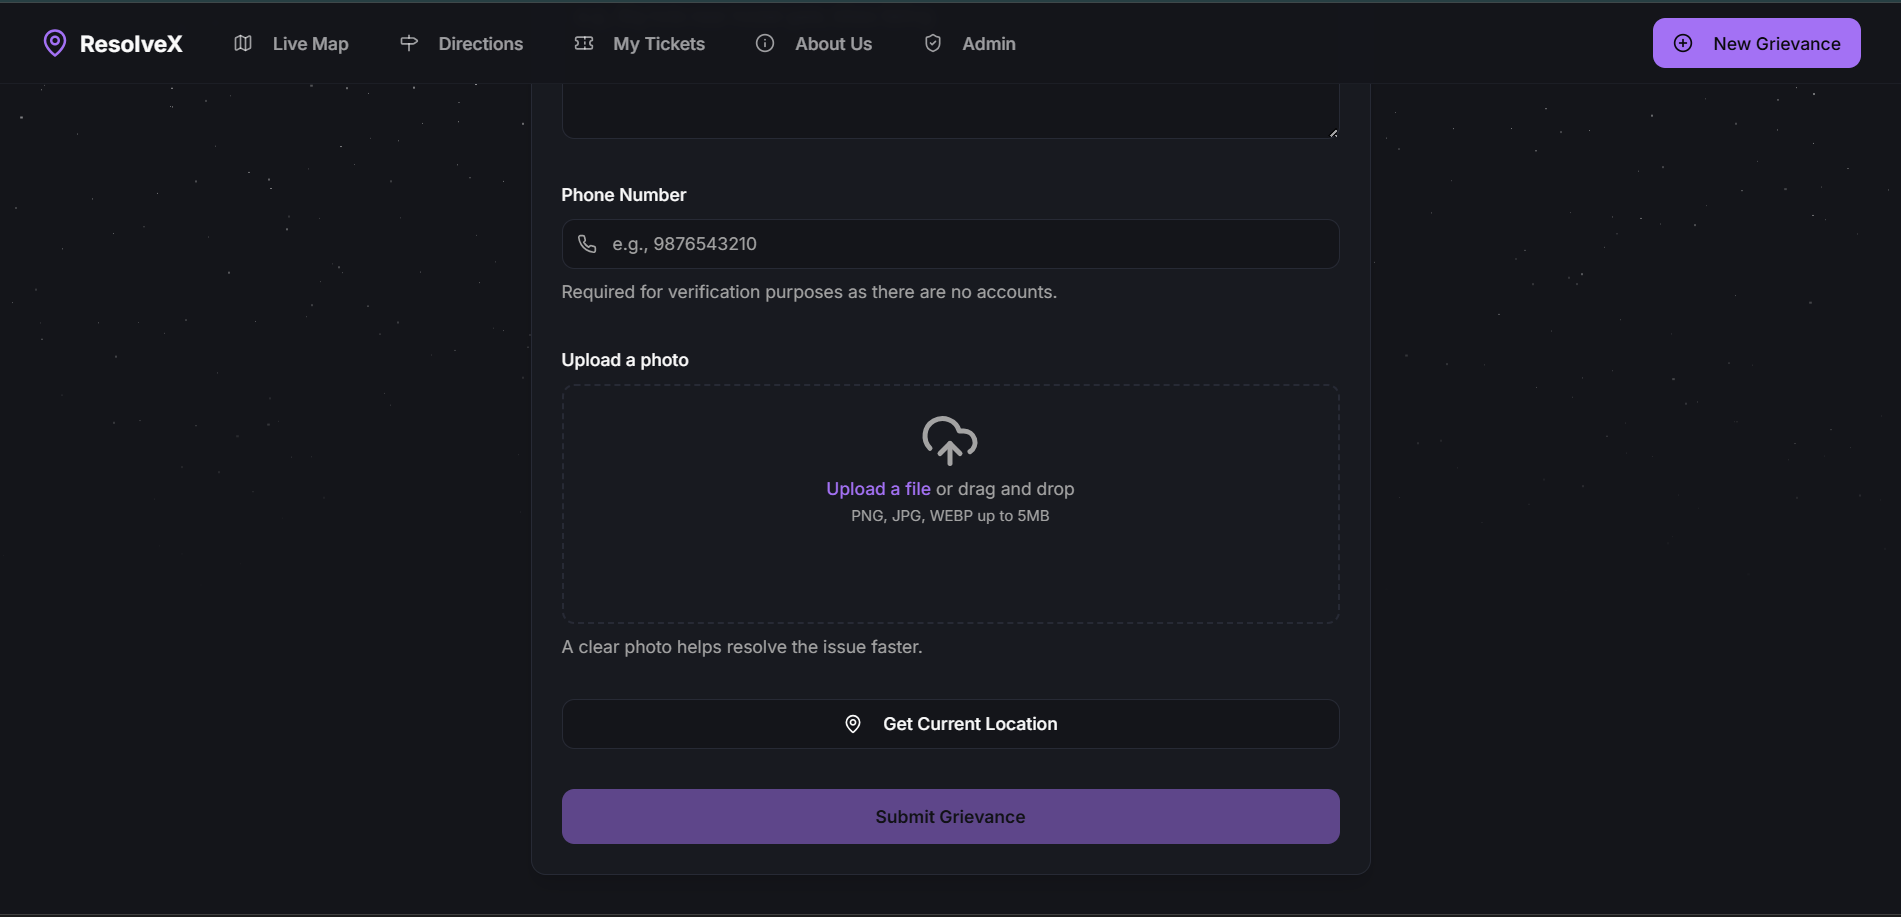 ResolveX
Live Map
Directions
My Tickets
About Us
Admin
New Grievance
Phone Number
e.g., 9876543210
Required for verification purposes as there are no accounts.
Upload a photo
Upload a file or drag and drop
PNG, JPG, WEBP up to 5MB
A clear photo helps resolve the issue faster.
Get Current Location
Submit Grievance